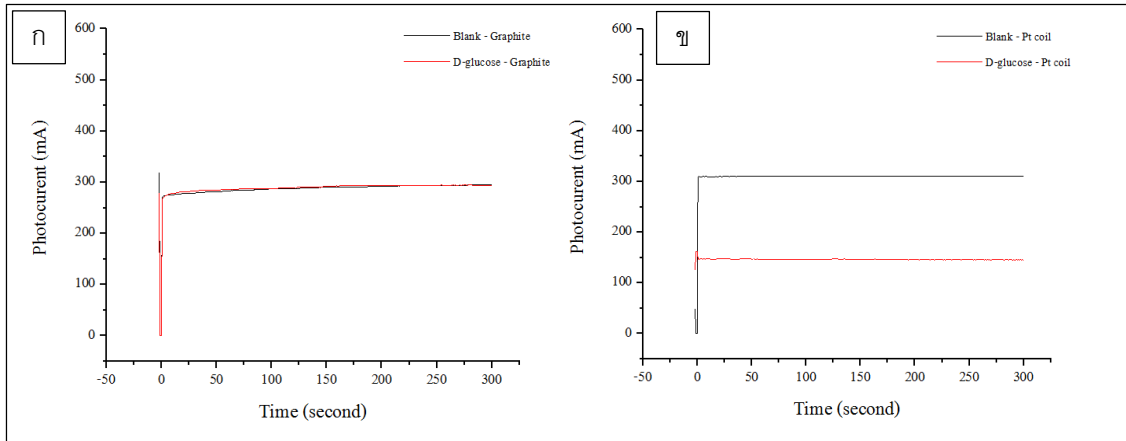 ก
600
500
400
300
200
100
0
Photocurent (mA)
Blank - Graphite
D-glucose - Graphite
-50 0 50 100 150 200 250 300
Time (second)
ข
600
500
400
300
200
100
0
Photocurent (mA)
Blank - Pt coil
D-glucose - Pt coil
-50 0 50 100 150 200 250 300
Time (second)